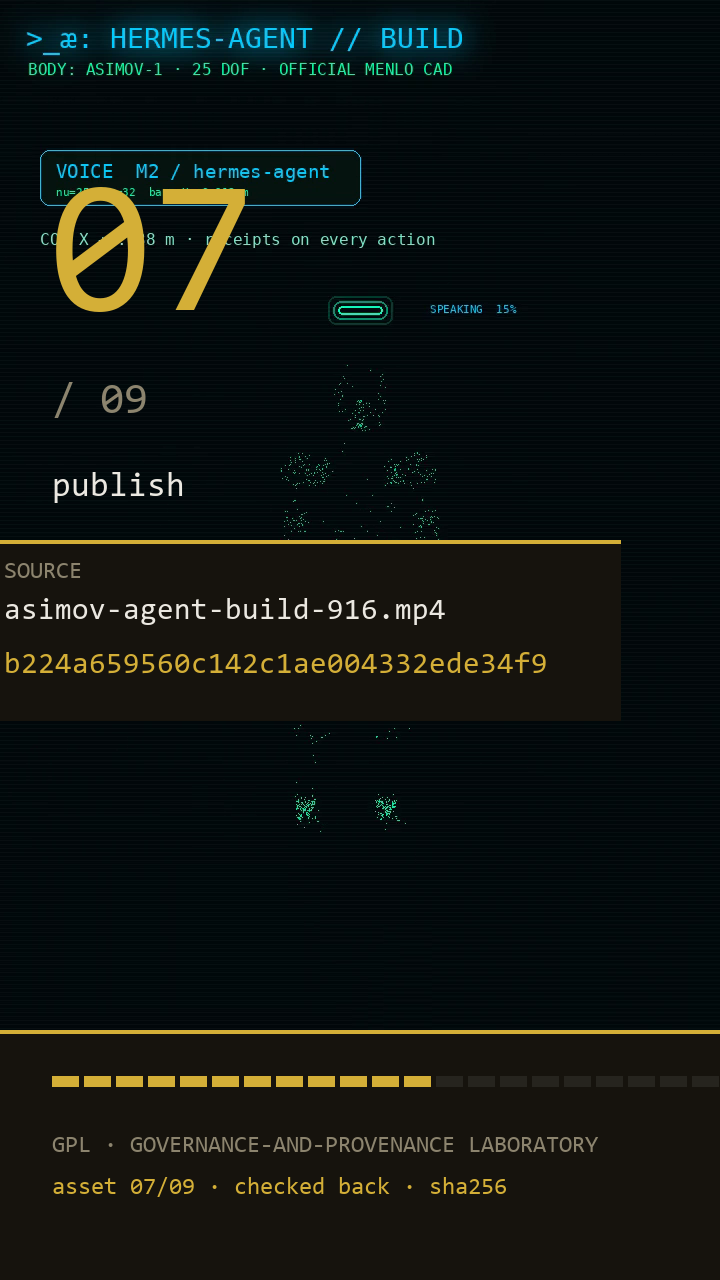 >_æ: HERMES-AGENT // BUILD
BODY: ASIMOV-1 · 25 DOF · OFFICIAL MENLO CAD
VOICE  M2 / hermes-agent
07
m · receipts on every action
SPEAKING  15%
/ 09
publish
SOURCE
asimov-agent-build-916.mp4
b224a659560c142c1ae004332ede34f9
GPL · GOVERNANCE-AND-PROVENANCE LABORATORY
asset 07/09 · checked back · sha256